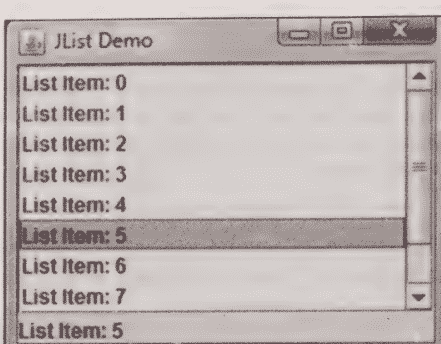 JList Demo
List Item: 0
List Item: 1
List Item: 2
List Item: 3
List Item: 4
List Item: 5
List Item: 6
List Item: 7
List Item: 5